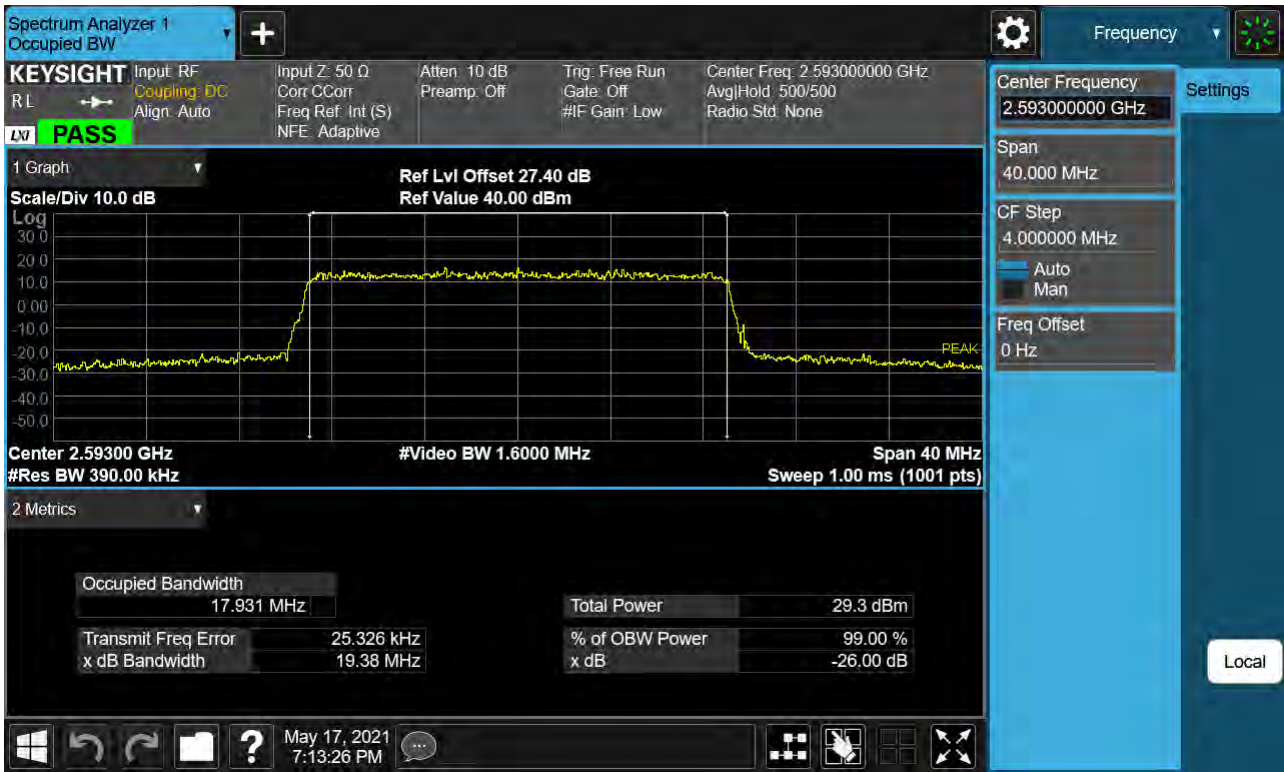 Spectrum Analyzer 1
Occupied BW
+
Frequency
KEYSIGHT
R L
LXI
PASS
Input: RF
Coupling: DC
Align: Auto
Input Z: 50 Ω
Corr CCorr
Freq Ref: Int (S)
NFE: Adaptive
Atten: 10 dB
Preamp: Off
Trig: Free Run
Gate: Off
#IF Gain: Low
Center Freq: 2.593000000 GHz
Avg|Hold: 500/500
Radio Std: None
1 Graph
Scale/Div 10.0 dB
Ref Lvl Offset 27.40 dB
Ref Value 40.00 dBm
Log
30.0
20.0
10.0
0.00
-10.0
-20.0
-30.0
-40.0
-50.0
PEAK
Center 2.59300 GHz
#Video BW 1.6000 MHz
Span 40 MHz
#Res BW 390.00 kHz
Sweep 1.00 ms (1001 pts)
2 Metrics
Occupied Bandwidth
17.931 MHz
Total Power 29.3 dBm
Transmit Freq Error 25.326 kHz
% of OBW Power 99.00 %
x dB Bandwidth 19.38 MHz
x dB -26.00 dB
Center Frequency
2.593000000 GHz
Settings
Span
40.000 MHz
CF Step
4.000000 MHz
Auto
Man
Freq Offset
0 Hz
Local
?
May 17, 2021
7:13:26 PM